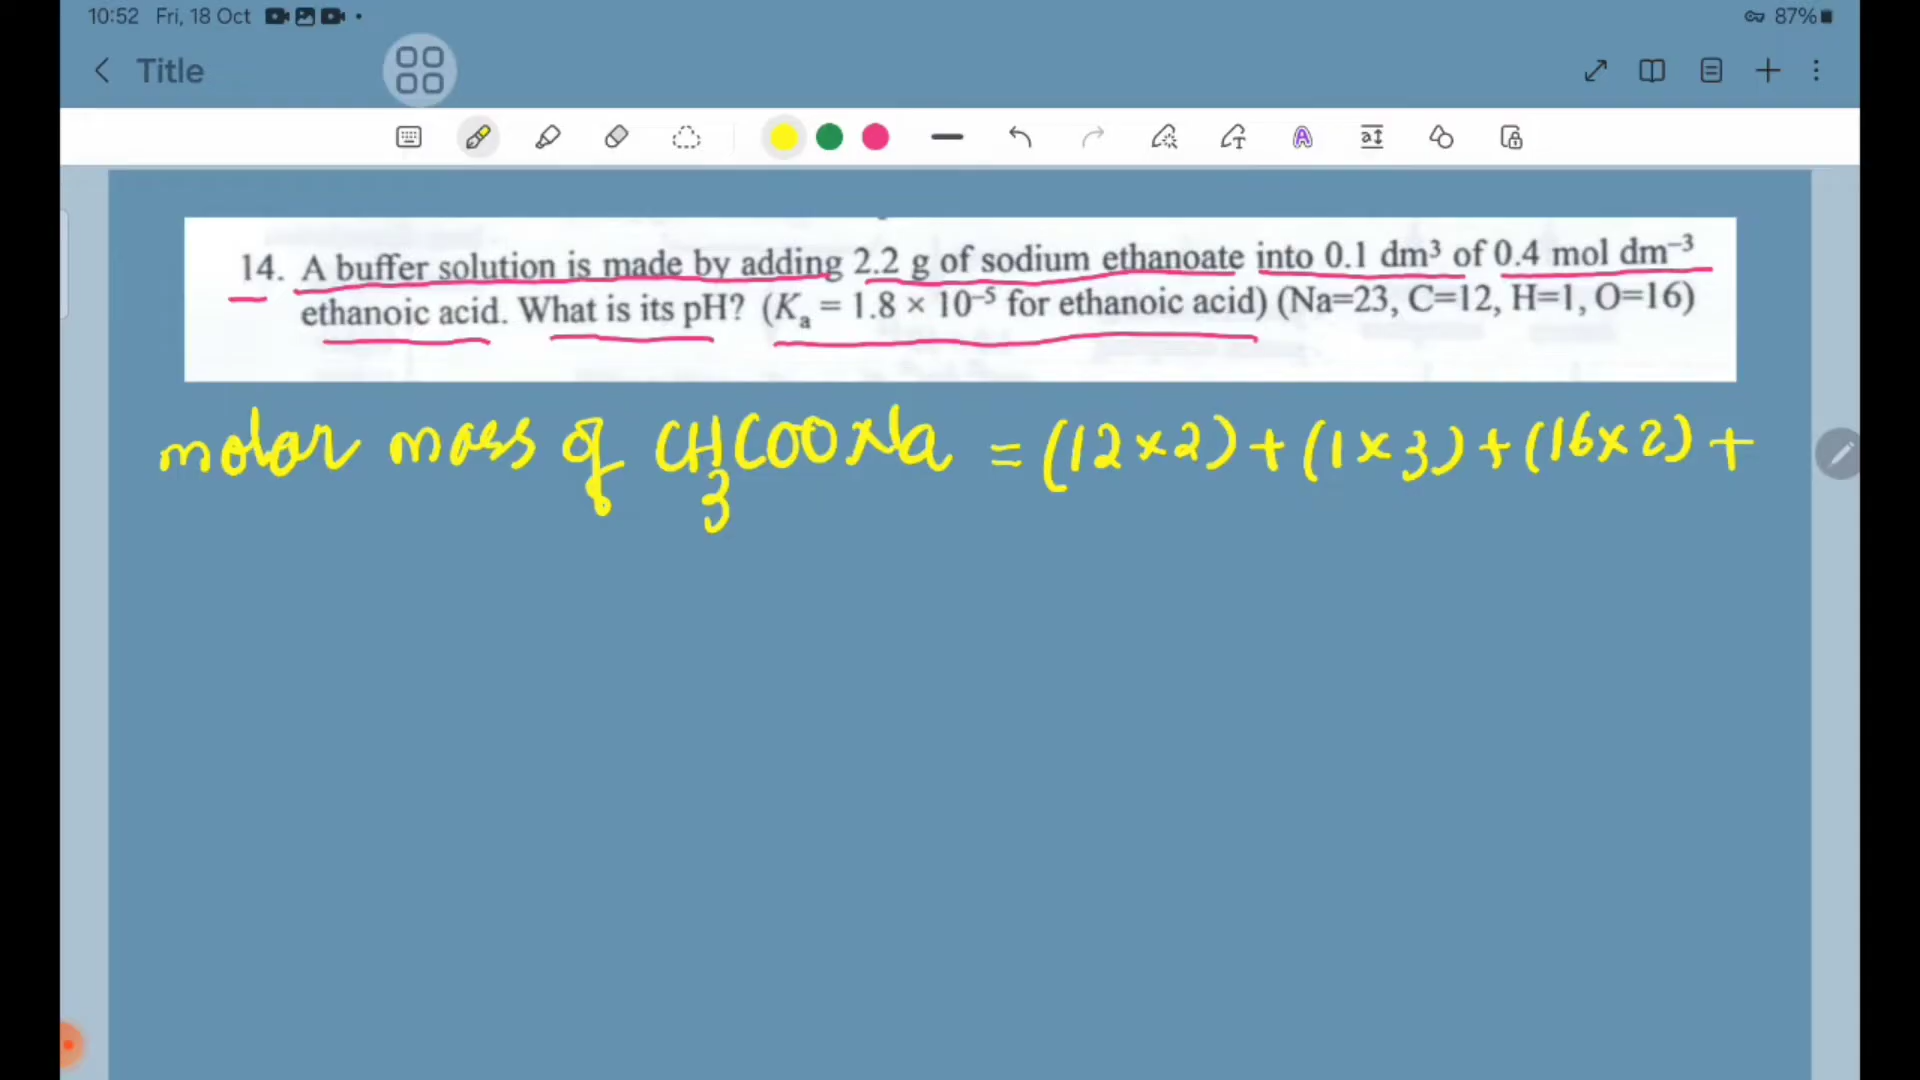 10:52 Fri, 18 Oct
87%
Title
14. A buffer solution is made by adding 2.2 g of sodium ethanoate into 0.1 dm³ of 0.4 mol dm⁻³
ethanoic acid. What is its pH? (Kₐ = 1.8 × 10⁻⁵ for ethanoic acid) (Na=23, C=12, H=1, O=16)
molar mass of CH₃COONa = (12×2)+(1×3)+(16×2)+